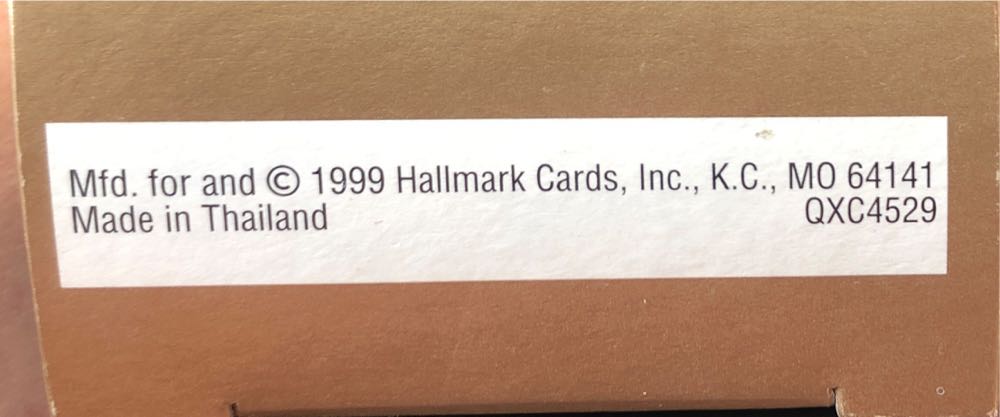 Mfd. for and © 1999 Hallmark Cards, Inc., K.C., MO 64141
Made in Thailand QXC4529